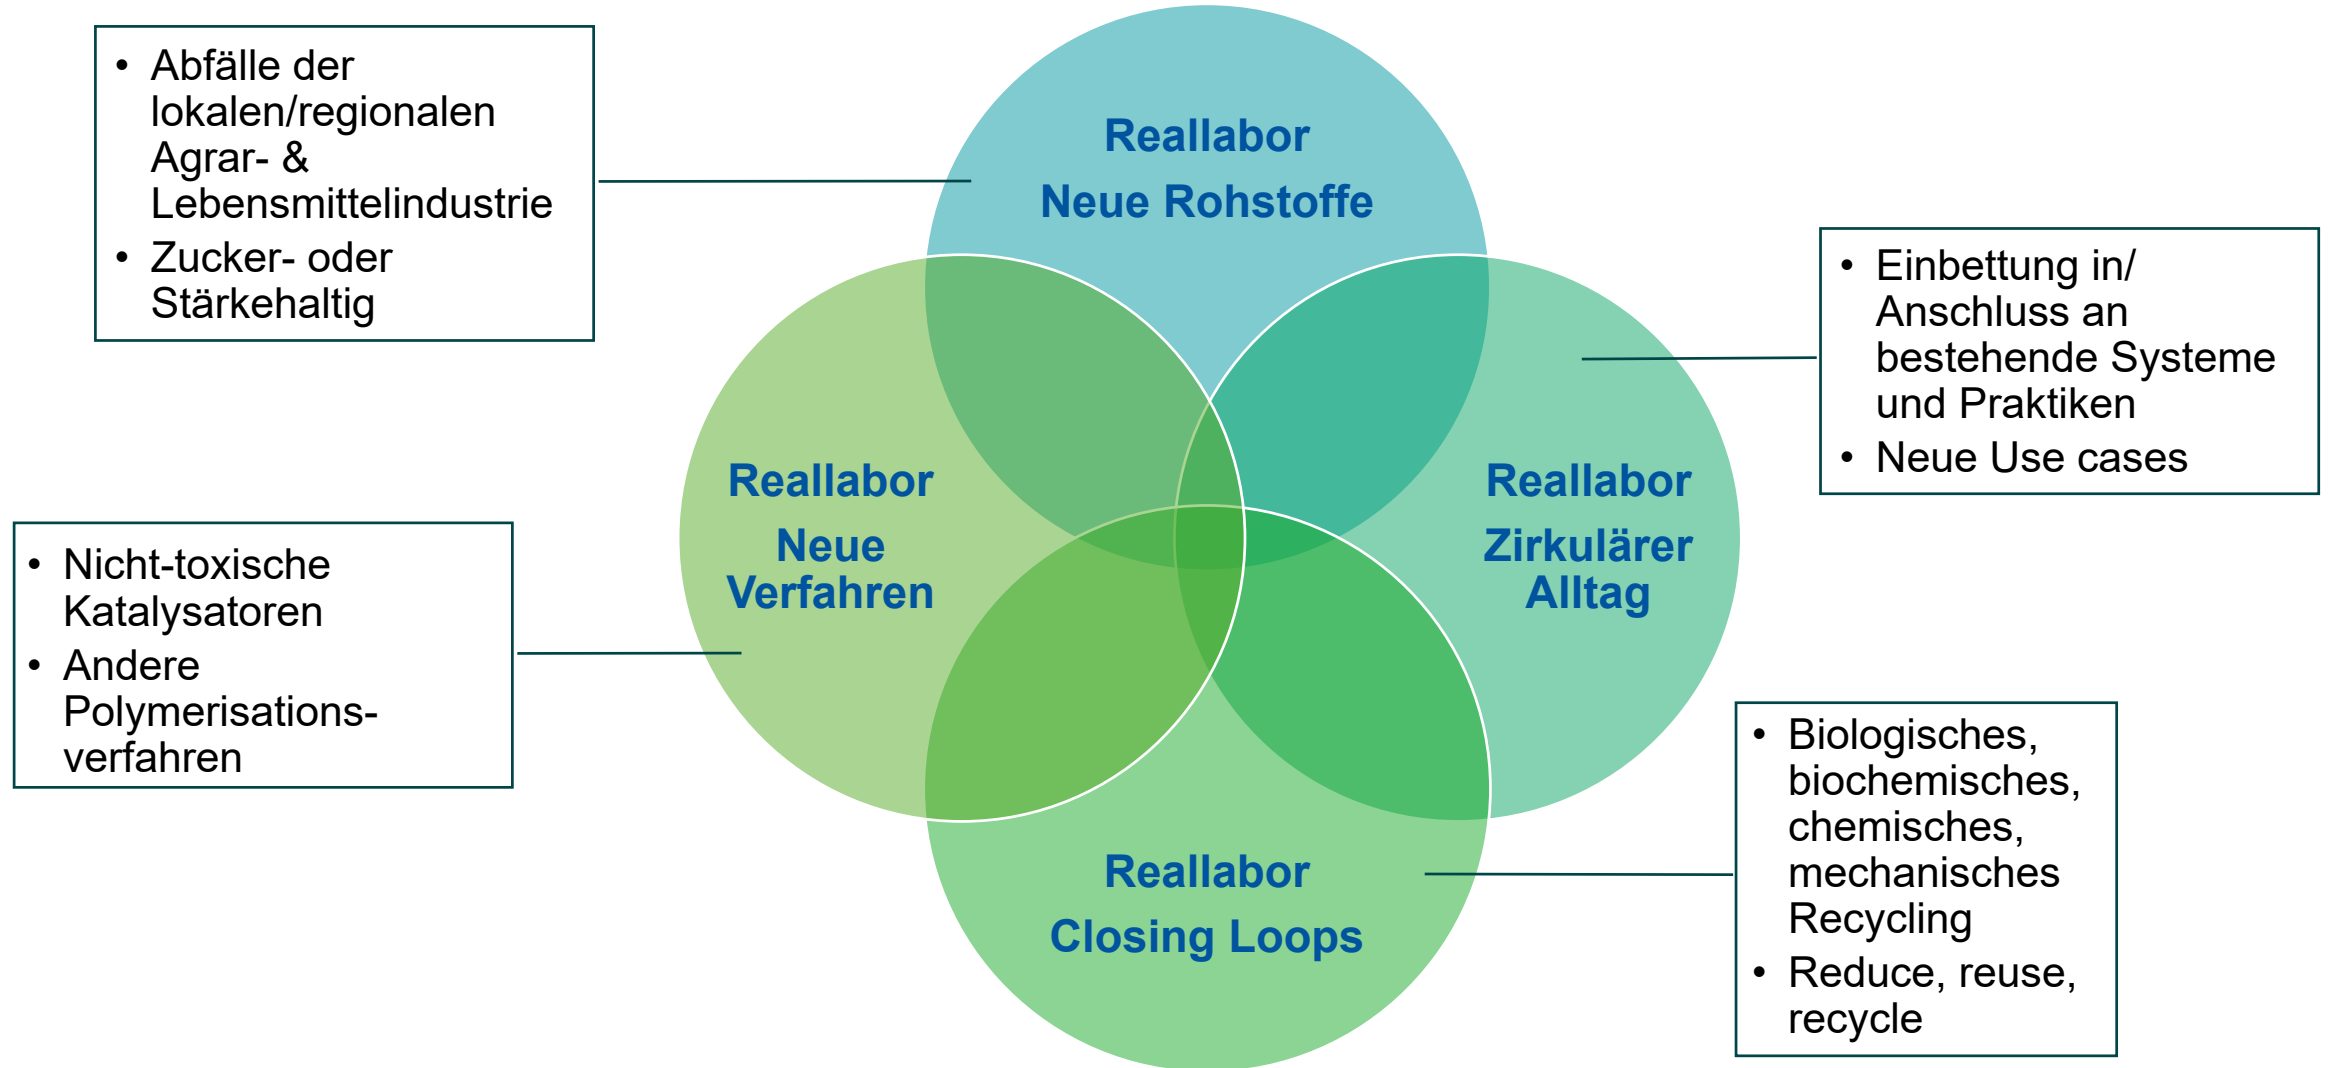 • Abfälle der
lokalen/regionalen
Agrar- &
Lebensmittelindustrie
• Zucker- oder
Stärkehaltig
Reallabor
Neue Rohstoffe
• Einbettung in/
Anschluss an
bestehende Systeme
und Praktiken
• Neue Use cases
Reallabor
Neue
Verfahren
Reallabor
Zirkulärer
Alltag
• Nicht-toxische
Katalysatoren
• Andere
Polymerisations-
verfahren
Reallabor
Closing Loops
• Biologisches,
biochemisches,
chemisches,
mechanisches
Recycling
• Reduce, reuse,
recycle